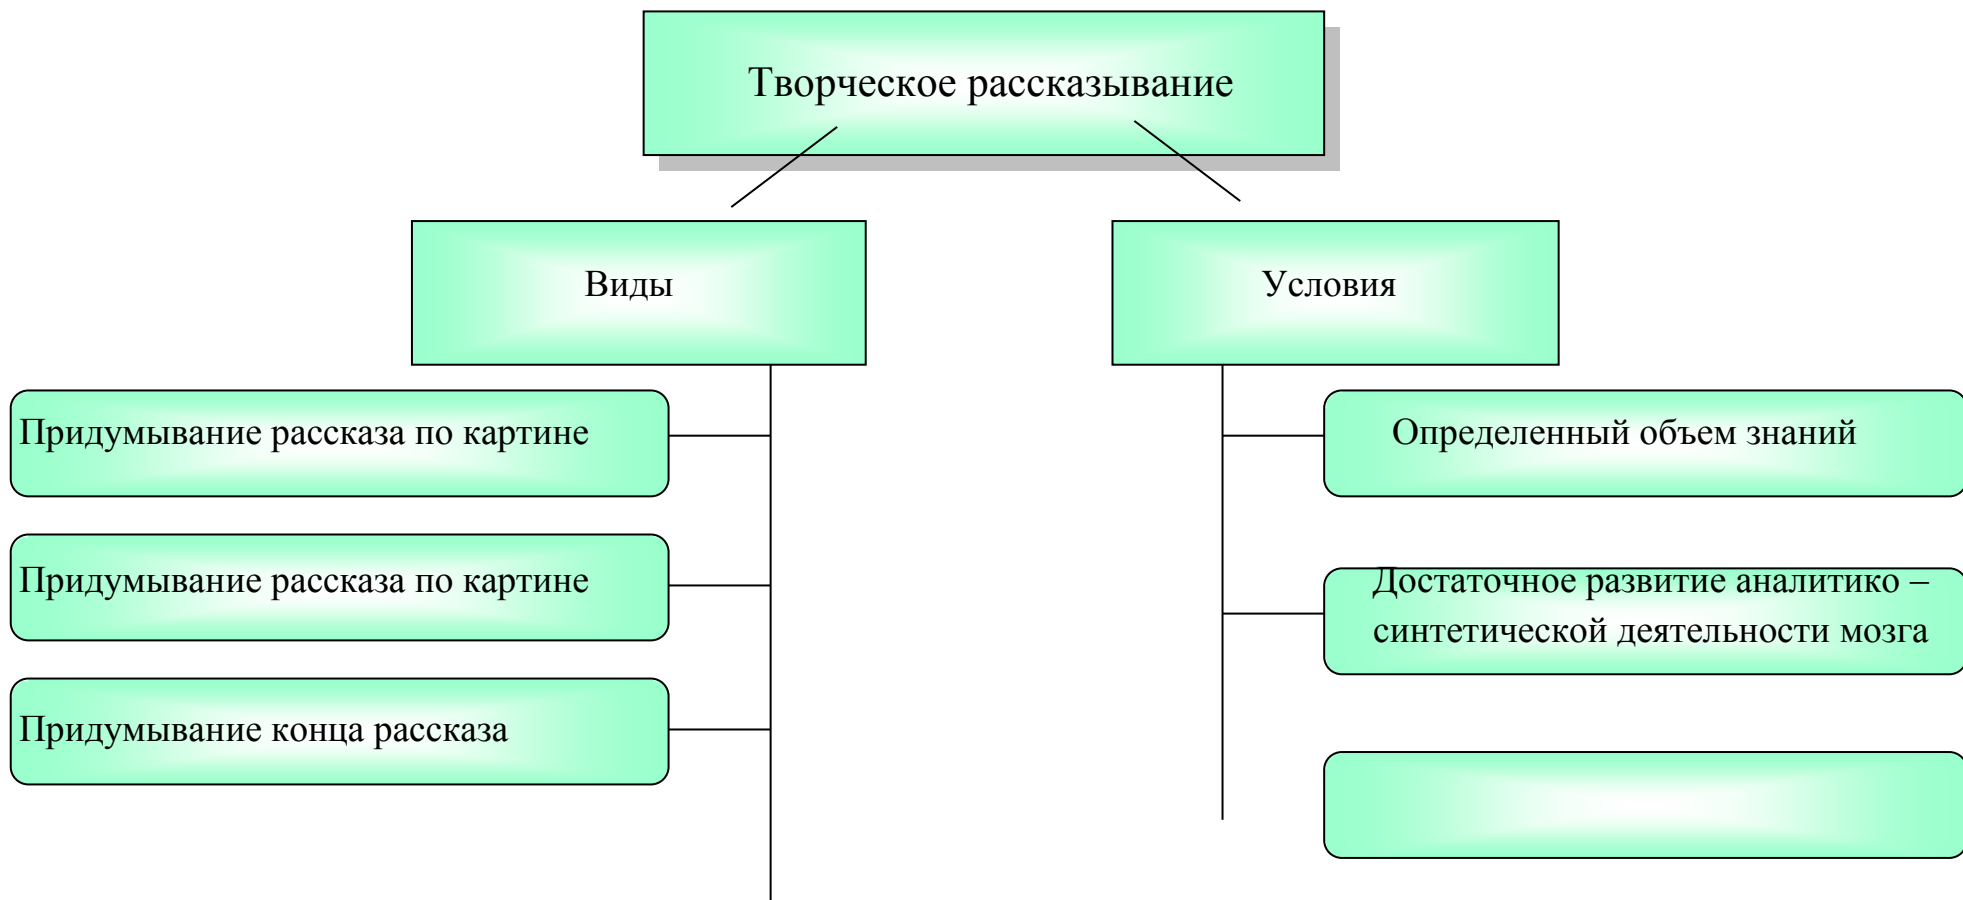 Творческое рассказывание
Виды
Условия
Придумывание рассказа по картине
Придумывание рассказа по картине
Придумывание конца рассказа
Определенный объем знаний
Достаточное развитие аналитико –
синтетической деятельности мозга